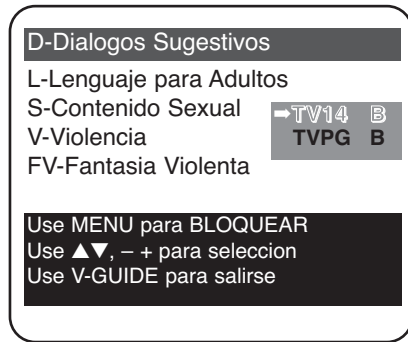 D-Dialogos Sugestivos
L-Lenguaje para Adultos
S-Contenido Sexual
➡TV14 B
V-Violencia
TVPG B
FV-Fantasia Violenta
Use MENU para BLOQUEAR
Use ▲▼, – + para seleccion
Use V-GUIDE para salirse